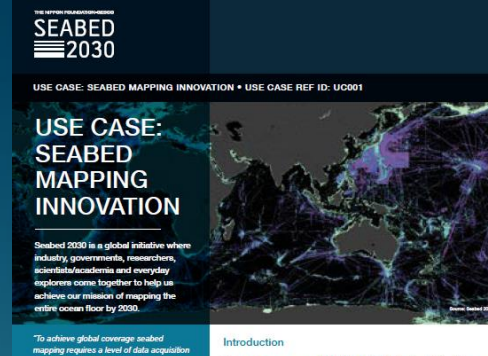 THE NIPPON FOUNDATION-GEBCO
SEABED
2030
USE CASE: SEABED MAPPING INNOVATION • USE CASE REF ID: UC001
USE CASE:
SEABED
MAPPING
INNOVATION
Seabed 2030 is a global initiative where
industry, governments, researchers,
scientists/academia and everyday
explorers come together to help us
achieve our mission of mapping the
entire ocean floor by 2030.
Source: Seabed
"To achieve global coverage seabed
mapping requires a level of data acquisition
Introduction